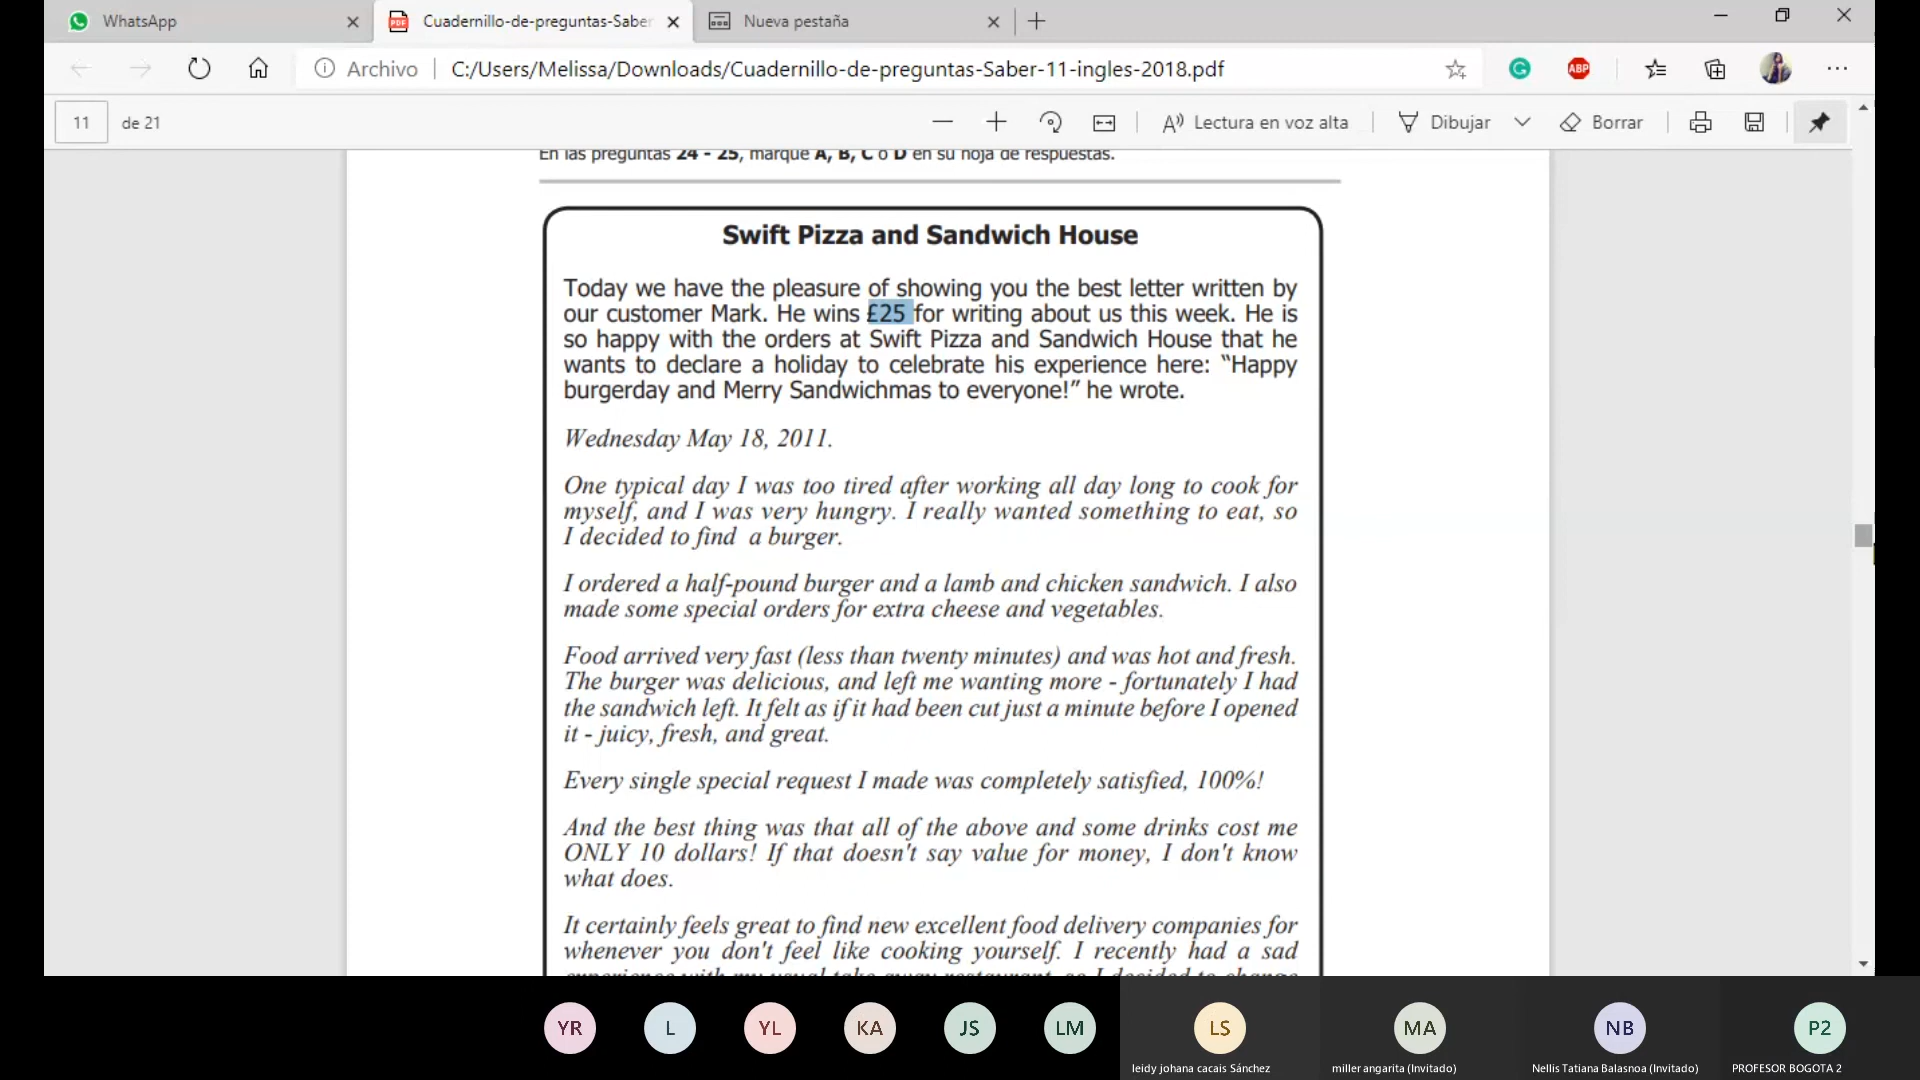 WhatsApp
Cuadernillo-de-preguntas-Saber
Nueva pestaña
Archivo
C:/Users/Melissa/Downloads/Cuadernillo-de-preguntas-Saber-11-ingles-2018.pdf
ABP
11 de 21
Lectura en voz alta
Dibujar
Borrar
En las preguntas 24 - 25, marque A, B, C o D en su hoja de respuestas.
Swift Pizza and Sandwich House
Today we have the pleasure of showing you the best letter written by
our customer Mark. He wins £25 for writing about us this week. He is
so happy with the orders at Swift Pizza and Sandwich House that he
wants to declare a holiday to celebrate his experience here: “Happy
burgerday and Merry Sandwichmas to everyone!” he wrote.
Wednesday May 18, 2011.
One typical day I was too tired after working all day long to cook for
myself, and I was very hungry. I really wanted something to eat, so
I decided to find a burger.
I ordered a half-pound burger and a lamb and chicken sandwich. I also
made some special orders for extra cheese and vegetables.
Food arrived very fast (less than twenty minutes) and was hot and fresh.
The burger was delicious, and left me wanting more - fortunately I had
the sandwich left. It felt as if it had been cut just a minute before I opened
it - juicy, fresh, and great.
Every single special request I made was completely satisfied, 100%!
And the best thing was that all of the above and some drinks cost me
ONLY 10 dollars! If that doesn't say value for money, I don't know
what does.
It certainly feels great to find new excellent food delivery companies for
whenever you don't feel like cooking yourself. I recently had a sad
experience with my usual take away restaurant, so I decided to change
YR
L
YL
KA
JS
LM
LS
MA
NB
P2
leidy johana cacais Sánchez
miller angarita (Invitado)
Nellis Tatiana Balasnoa (Invitado)
PROFESOR BOGOTA 2